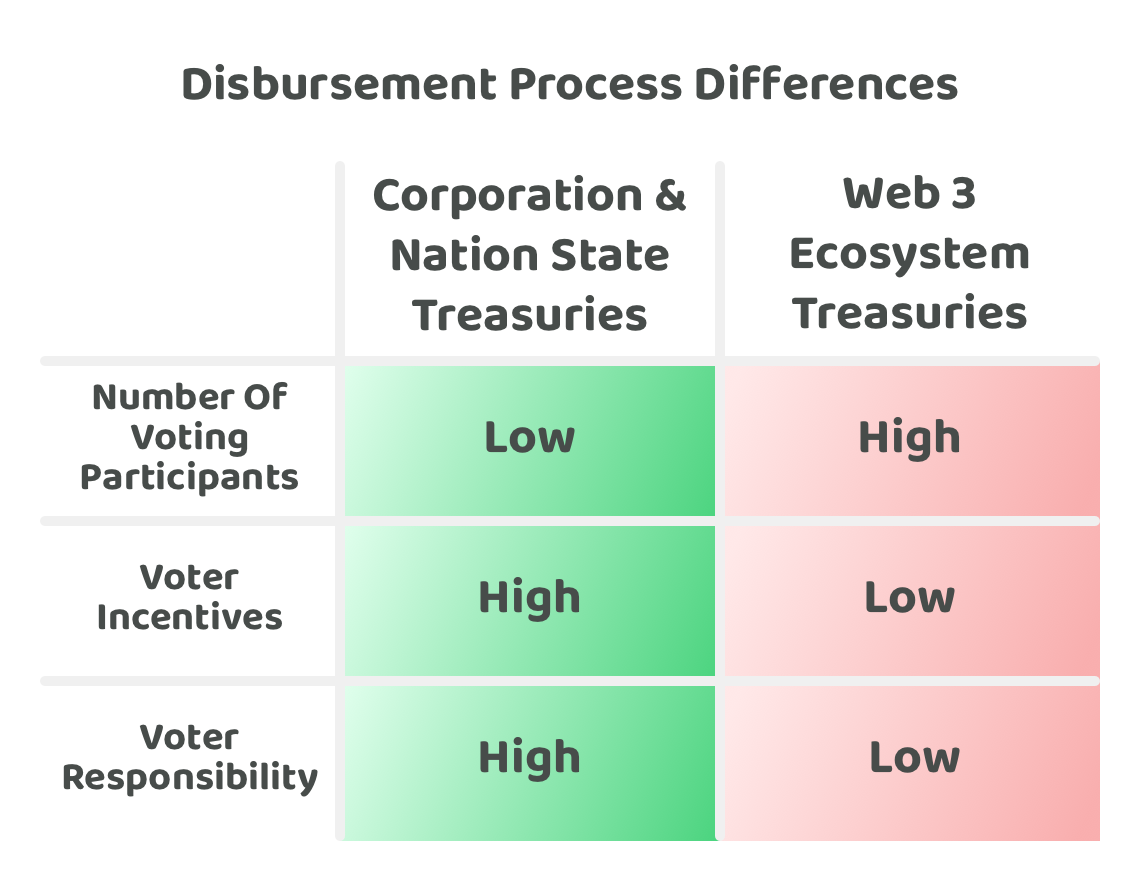 Disbursement Process Differences
Corporation &
Nation State
Treasuries
Web 3
Ecosystem
Treasuries
Number Of
Voting
Participants
Low
High
Voter
Incentives
High
Low
Voter
Responsibility
High
Low